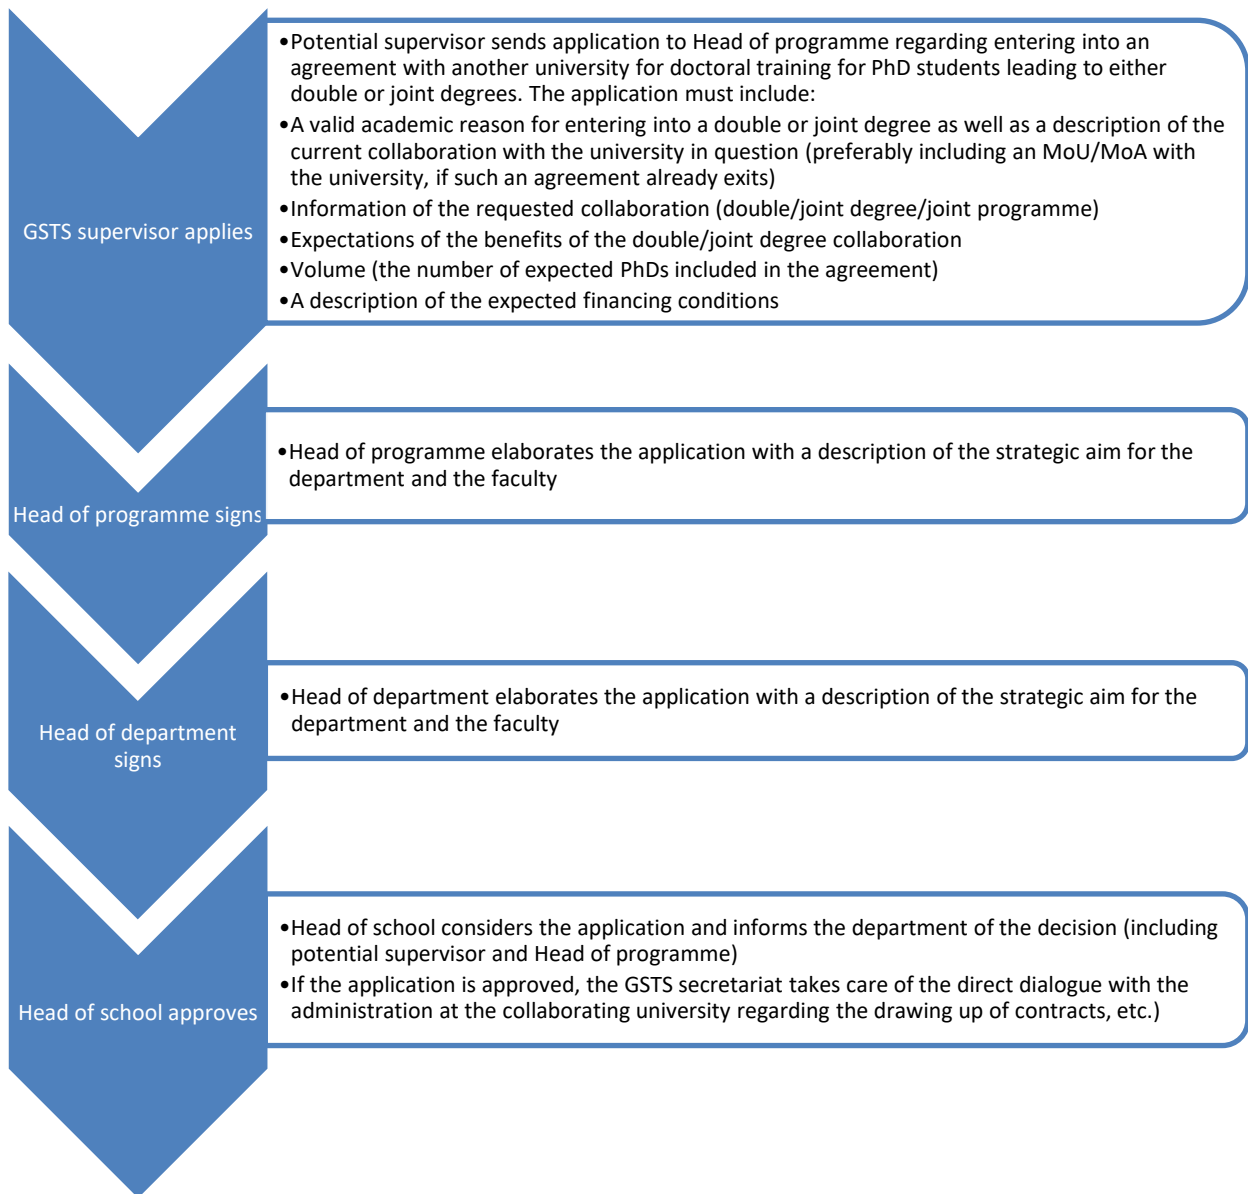 GSTS supervisor applies
•Potential supervisor sends application to Head of programme regarding entering into an
agreement with another university for doctoral training for PhD students leading to either
double or joint degrees. The application must include:
•A valid academic reason for entering into a double or joint degree as well as a description of the
current collaboration with the university in question (preferably including an MoU/MoA with
the university, if such an agreement already exits)
•Information of the requested collaboration (double/joint degree/joint programme)
•Expectations of the benefits of the double/joint degree collaboration
•Volume (the number of expected PhDs included in the agreement)
•A description of the expected financing conditions
Head of programme signs
•Head of programme elaborates the application with a description of the strategic aim for the
department and the faculty
Head of department
signs
•Head of department elaborates the application with a description of the strategic aim for the
department and the faculty
Head of school approves
•Head of school considers the application and informs the department of the decision (including
potential supervisor and Head of programme)
•If the application is approved, the GSTS secretariat takes care of the direct dialogue with the
administration at the collaborating university regarding the drawing up of contracts, etc.)